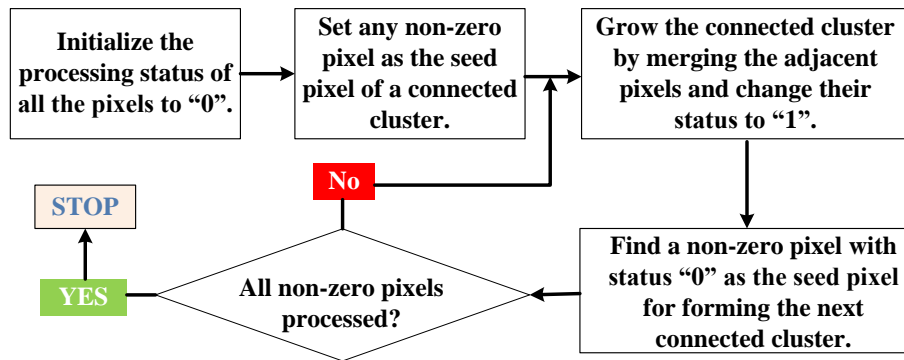 Initialize the
processing status of
all the pixels to “0”.
Set any non-zero
pixel as the seed
pixel of a connected
cluster.
Grow the connected cluster
by merging the adjacent
pixels and change their
status to “1”.
Find a non-zero pixel with
status “0” as the seed pixel
for forming the next
connected cluster.
All non-zero pixels
processed?
No
YES
STOP